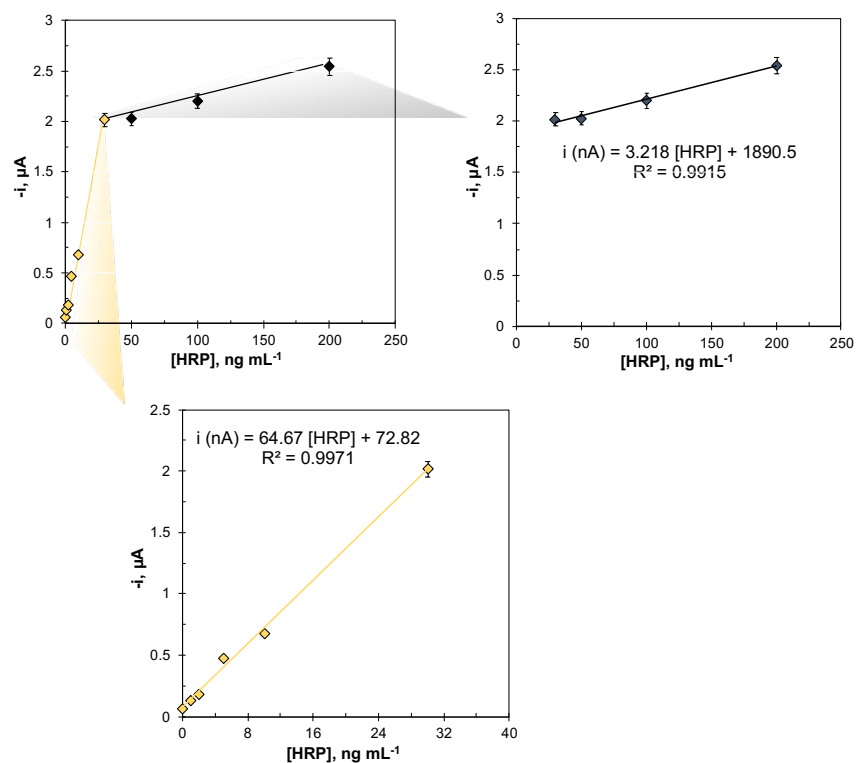 3
2.5
2
1.5
1
0.5
0
-i, µA
0 50 100 150 200 250
[HRP], ng mL⁻¹
3
2.5
2
1.5
1
0.5
0
-i, µA
i (nA) = 3.218 [HRP] + 1890.5
R² = 0.9915
0 50 100 150 200 250
[HRP], ng mL⁻¹
2.5
2
1.5
1
0.5
0
-i, µA
i (nA) = 64.67 [HRP] + 72.82
R² = 0.9971
0 8 16 24 32 40
[HRP], ng mL⁻¹